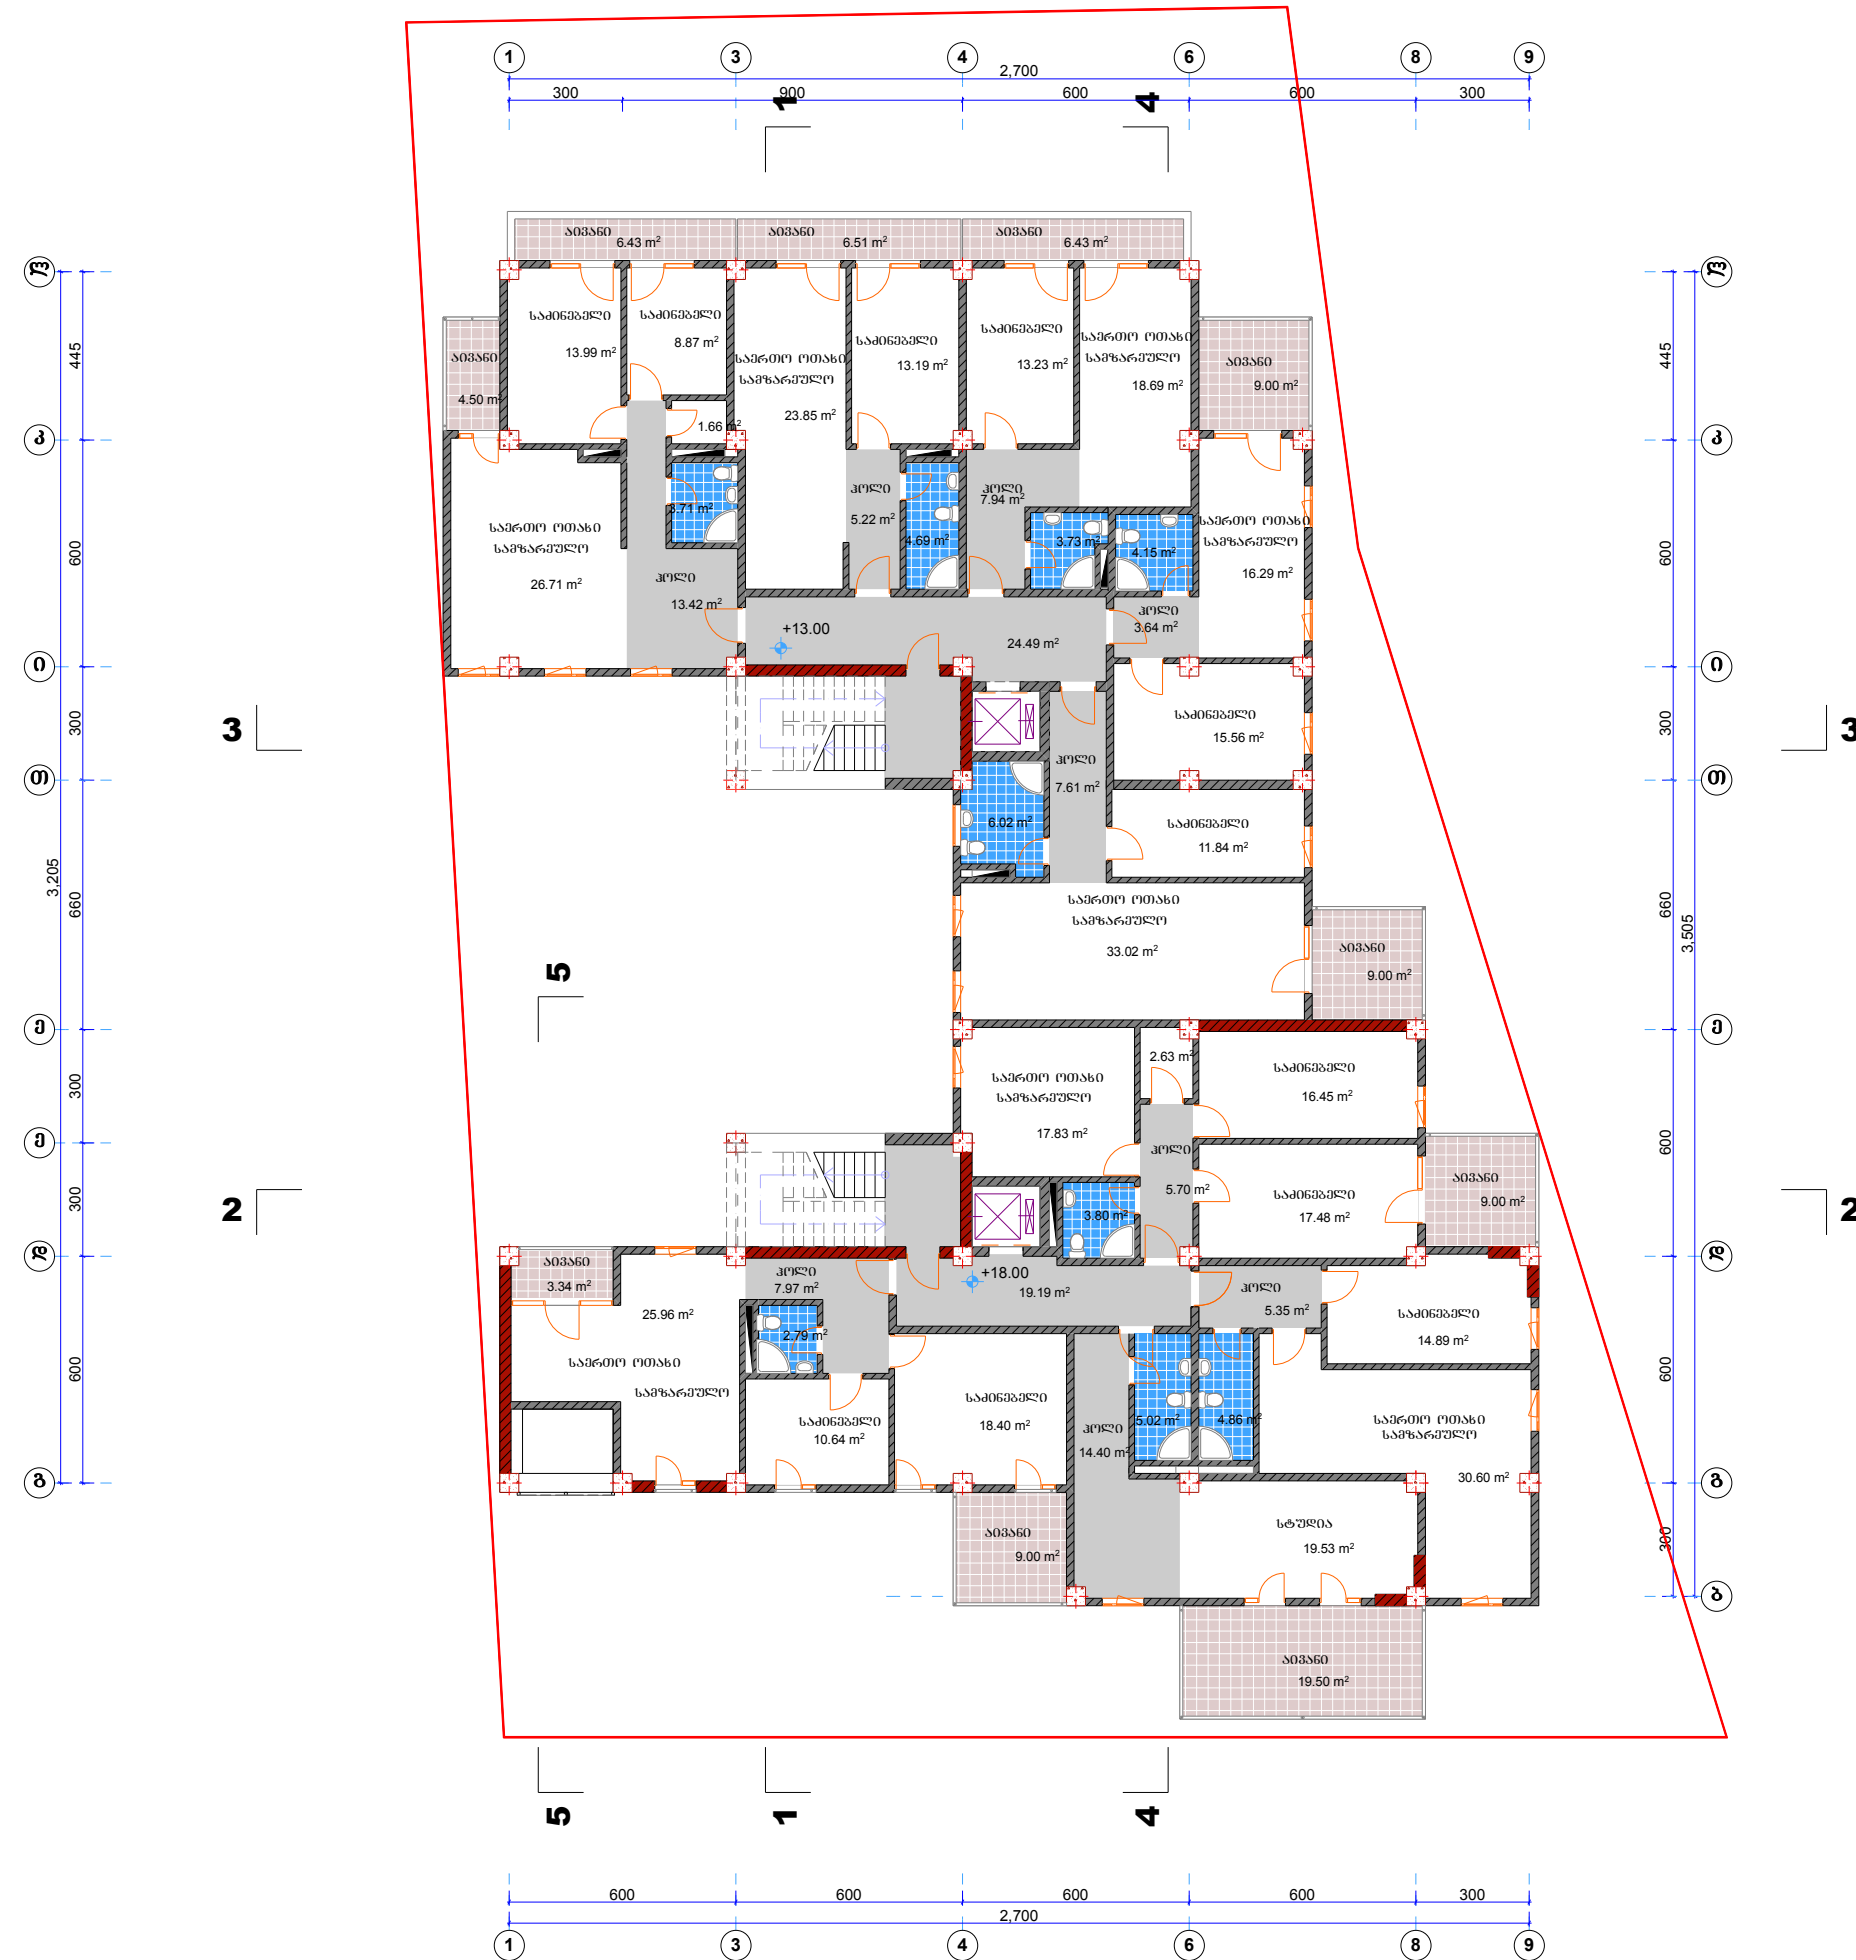 1 3 4 6 8 9
2,700
300 900 600 600 300
1 4
აივანი 6.43 m²
აივანი 6.51 m²
აივანი 6.43 m²
ლ ლ
საძინებელი
13.99 m²
საძინებელი
8.87 m²
საერთო ოთახი
სამზარეულო
23.85 m²
საძინებელი
13.19 m²
საძინებელი
13.23 m²
საერთო ოთახი
სამზარეულო
18.69 m²
აივანი
4.50 m²
აივანი
9.00 m²
445 445
1.66 m²
კ კ
საერთო ოთახი
სამზარეულო
26.71 m²
3.71 m²
ჰოლი
13.42 m²
ჰოლი
5.22 m²
4.69 m²
ჰოლი
7.94 m²
3.73 m²
4.15 m²
საერთო ოთახი
სამზარეულო
16.29 m²
600 600
ჰოლი
3.64 m²
+13.00
24.49 m²
ი ი
3 3
300 300
საძინებელი
15.56 m²
ჰოლი
7.61 m²
თ თ
6.02 m²
საძინებელი
11.84 m²
3,205
660 660
3,505
საერთო ოთახი
სამზარეულო
33.02 m²
აივანი
9.00 m²
5
ე ე
საერთო ოთახი
სამზარეულო
17.83 m²
2.63 m²
საძინებელი
16.45 m²
300
600
ე ე
ჰოლი
5.70 m²
საძინებელი
17.48 m²
აივანი
9.00 m²
3.80 m²
2 2
300
დ დ
აივანი
3.34 m²
25.96 m²
საერთო ოთახი
სამზარეულო
ჰოლი
7.97 m²
2.79 m²
+18.00
19.19 m²
ჰოლი
5.35 m²
საძინებელი
14.89 m²
600 600
საძინებელი
10.64 m²
საძინებელი
18.40 m²
ჰოლი
14.40 m²
5.02 m²
4.86 m²
საერთო ოთახი
სამზარეულო
30.60 m²
გ გ
აივანი
9.00 m²
სტუდია
19.53 m²
300
ბ
აივანი
19.50 m²
5 1 4
600 600 600 600 300
2,700
1 3 4 6 8 9